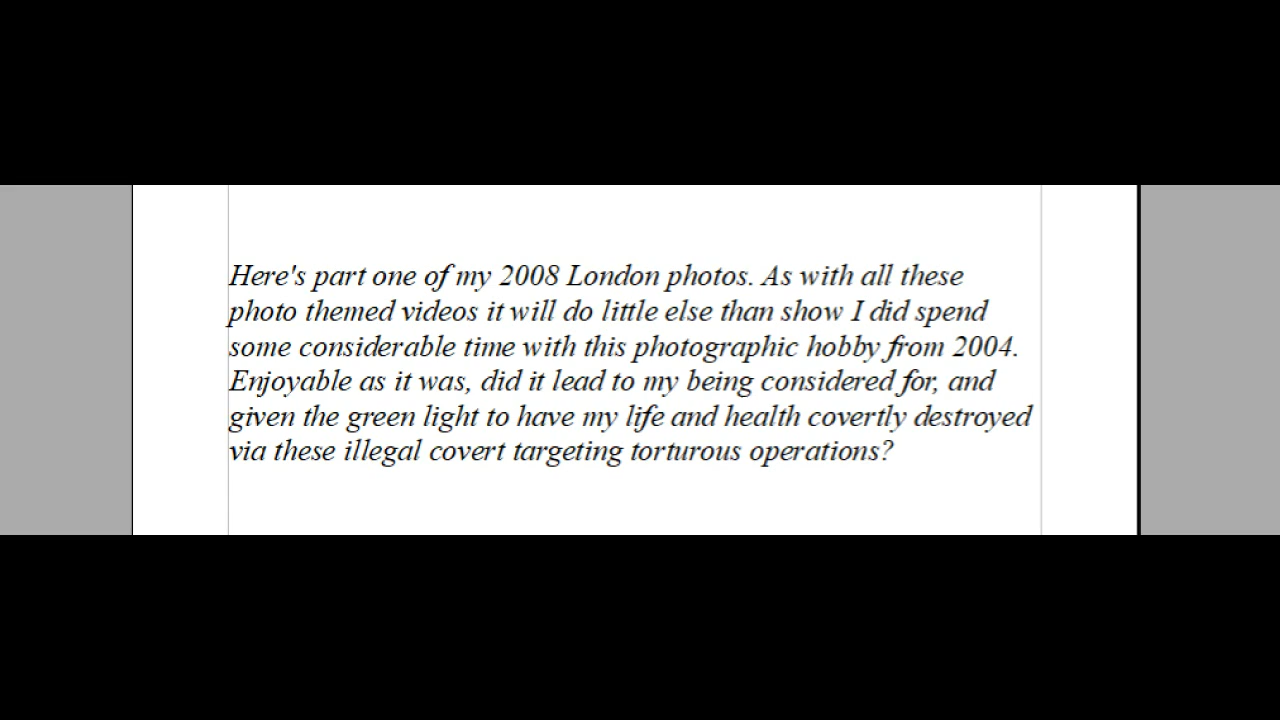 Here's part one of my 2008 London photos. As with all these
photo themed videos it will do little else than show I did spend
some considerable time with this photographic hobby from 2004.
Enjoyable as it was, did it lead to my being considered for, and
given the green light to have my life and health covertly destroyed
via these illegal covert targeting torturous operations?